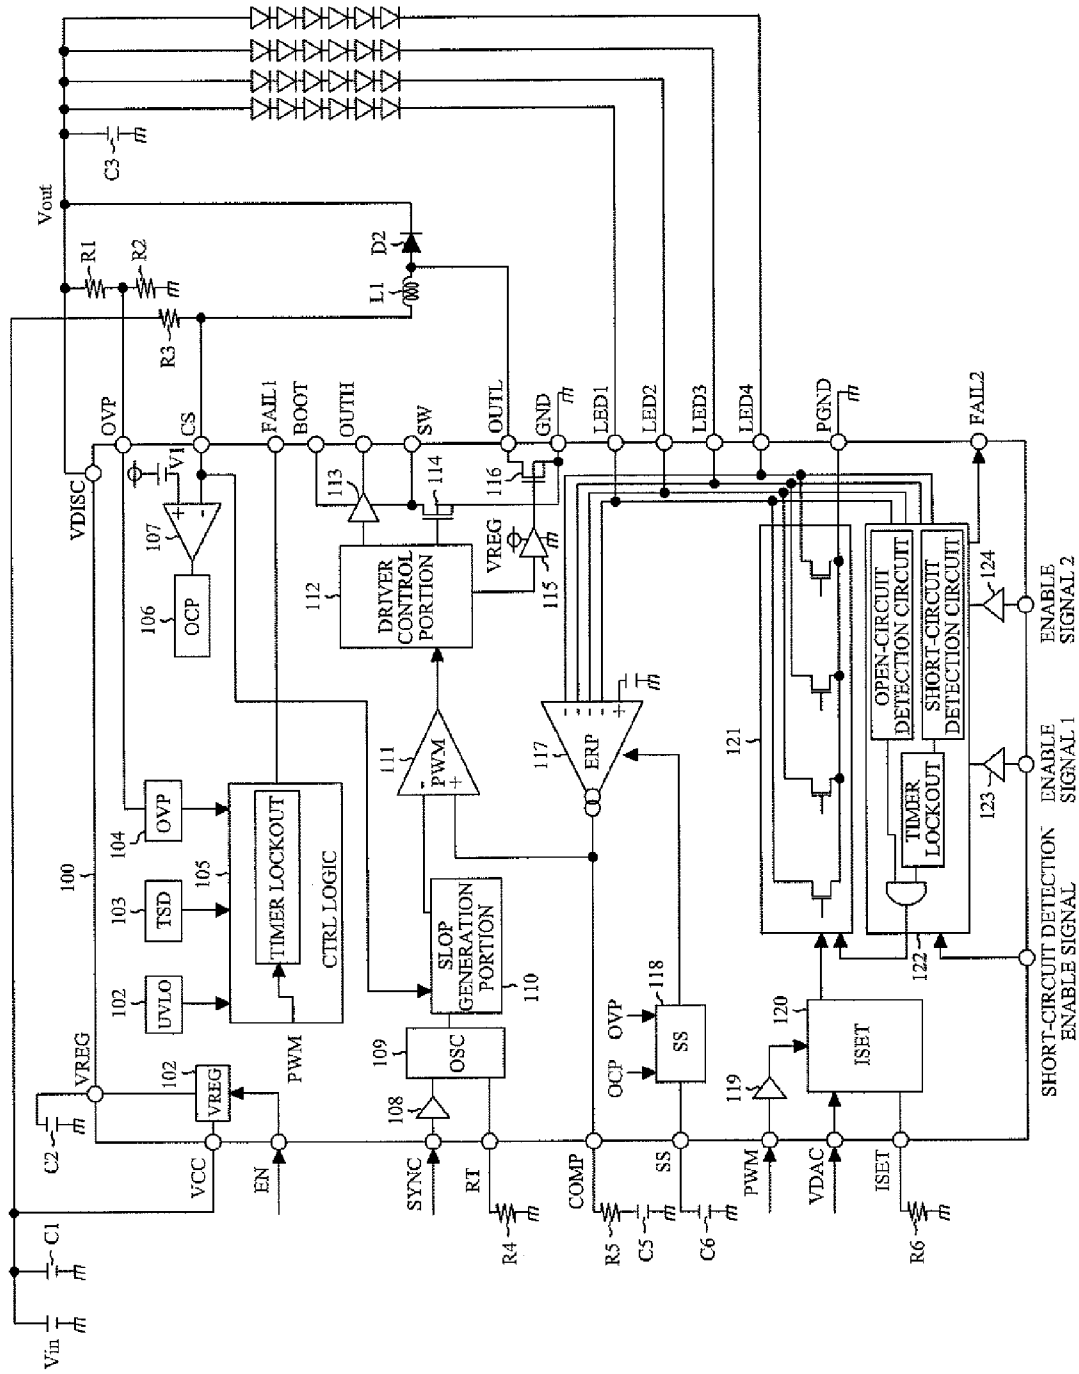 Vin
C1
C2
VREG
VCC
EN
SYNC
RT
R4
COMP
R5
C5
SS
C6
PWM
VDAC
ISET
R6
100
102
UVLO
103
TSD
104
OVP
105
TIMER LOCKOUT
CTRL LOGIC
PWM
102
VREG
106
OCP
107
V1
108
109
OSC
110
SLOP
GENERATION
PORTION
111
PWM
112
DRIVER
CONTROL
PORTION
113
114
115
VREG
116
117
ERP
118
SS
OCP
OVP
119
120
ISET
121
122
OPEN-CIRCUIT
DETECTION CIRCUIT
SHORT-CIRCUIT
DETECTION CIRCUIT
TIMER
LOCKOUT
123
124
VDISC
OVP
CS
FAIL1
BOOT
OUTH
SW
OUTL
GND
LED1
LED2
LED3
LED4
PGND
FAIL2
Vout
R1
R2
R3
C3
L1
D2
SHORT-CIRCUIT DETECTION
ENABLE SIGNAL
ENABLE
SIGNAL 1
ENABLE
SIGNAL 2